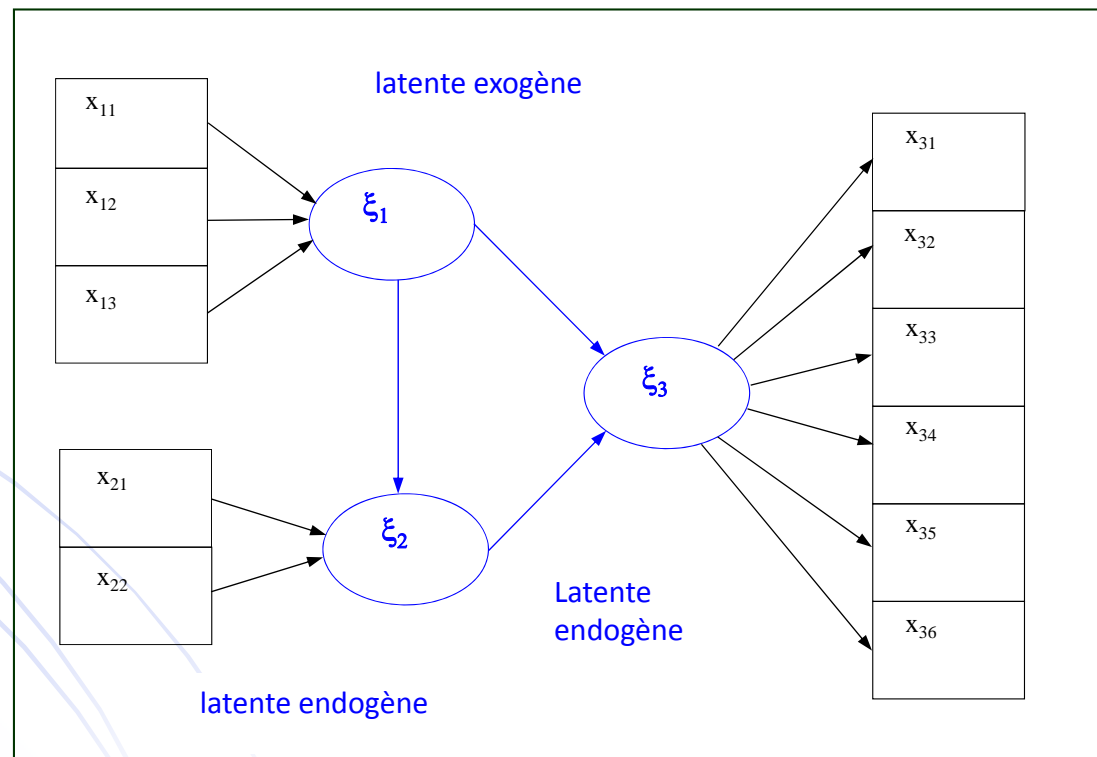 latente exogène
x₁₁
x₁₂
x₁₃
ξ₁
x₂₁
x₂₂
ξ₂
ξ₃
x₃₁
x₃₂
x₃₃
x₃₄
x₃₅
x₃₆
Latente
endogène
latente endogène